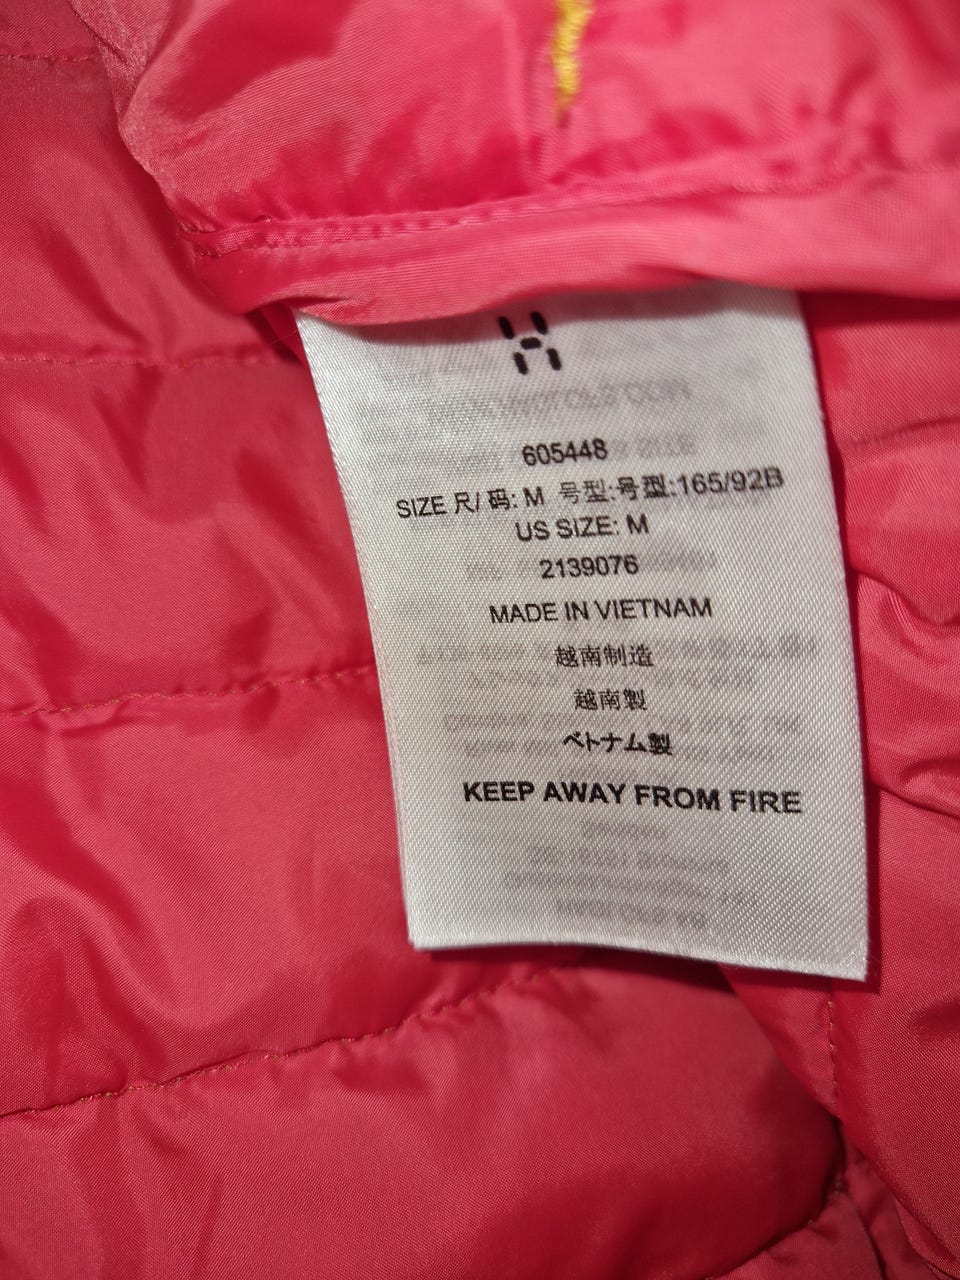 605448
SIZE 尺/ 码: M 号型:号型:165/92B
US SIZE: M
2139076
MADE IN VIETNAM
越南制造
越南製
ベトナム製
KEEP AWAY FROM FIRE